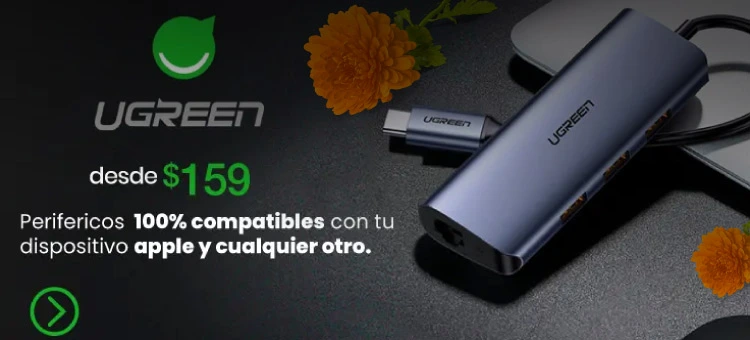 UGREEN
desde $159
Perifericos 100% compatibles con tu
dispositivo apple y cualquier otro.
UGREEN
UGREEN